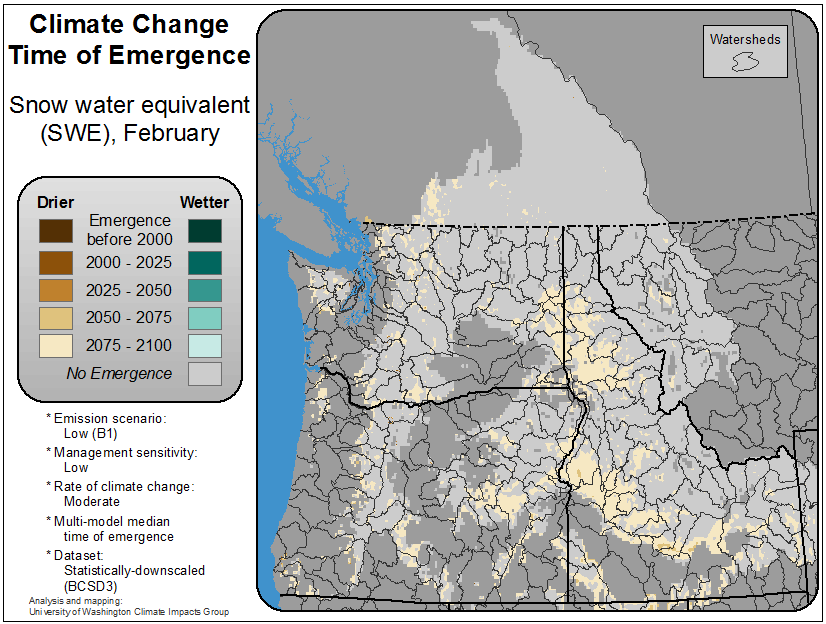 Climate Change
Time of Emergence
Snow water equivalent
(SWE), February
Drier
Wetter
Emergence
before 2000
2000 - 2025
2025 - 2050
2050 - 2075
2075 - 2100
No Emergence
* Emission scenario:
Low (B1)
* Management sensitivity:
Low
* Rate of climate change:
Moderate
* Multi-model median
time of emergence
* Dataset:
Statistically-downscaled
(BCSD3)
Analysis and mapping:
University of Washington Climate Impacts Group
Watersheds